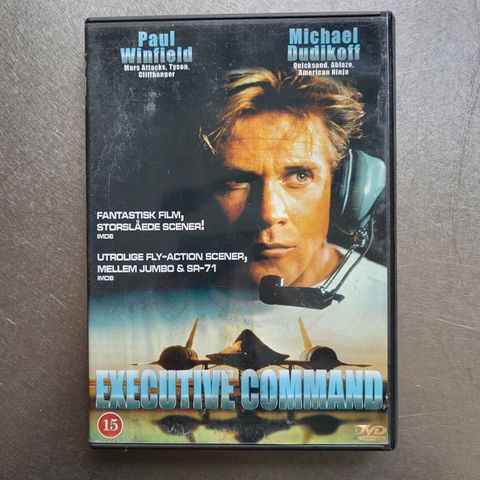 Paul
Winfield
Mars Attacks, Tyson,
Cliffhanger
Michael
Dudikoff
Quicksand, Ablaze,
American Ninja
FANTASTISK FILM,
STORSLÅEDE SCENER!
IMDB
UTROLIGE FLY-ACTION SCENER,
MELLEM JUMBO & SR-71
IMDB
EXECUTIVE COMMAND
15
DVD